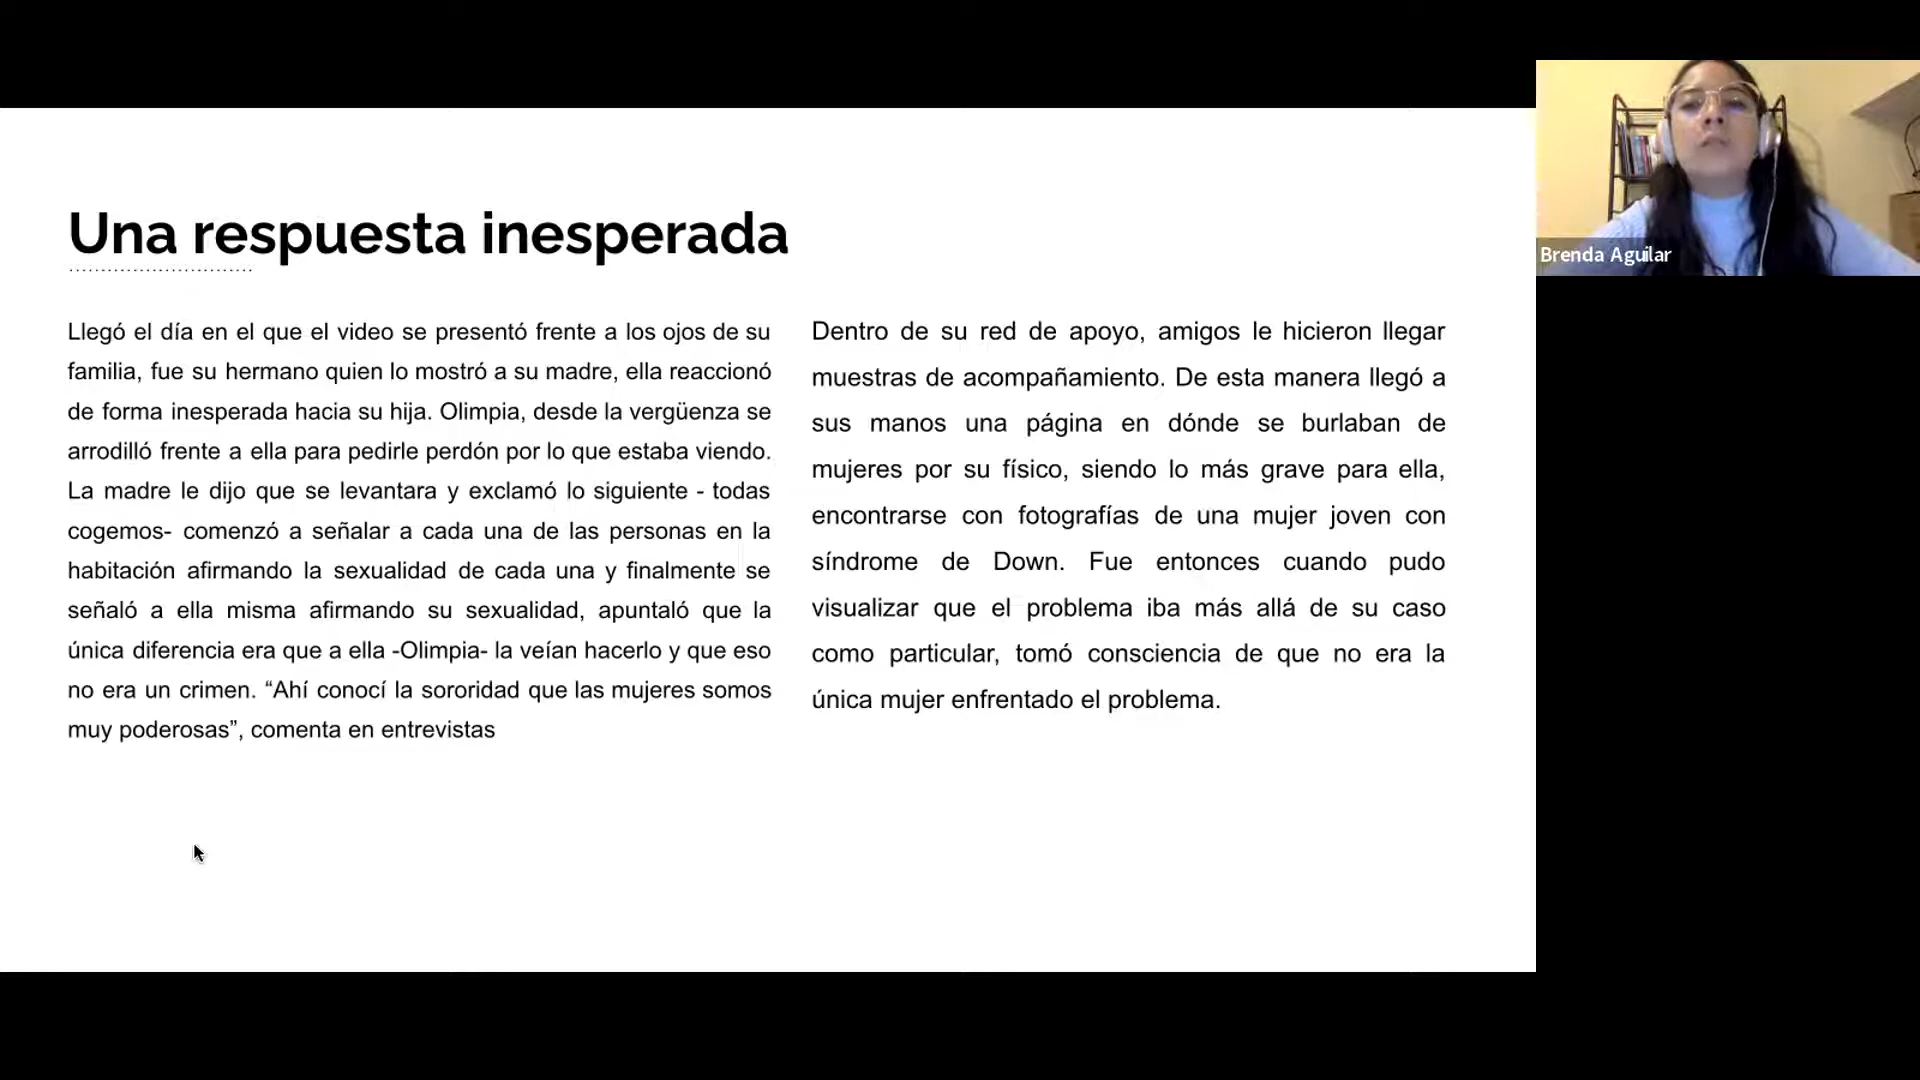 Una respuesta inesperada
Llegó el día en el que el video se presentó frente a los ojos de su
familia, fue su hermano quien lo mostró a su madre, ella reaccionó
de forma inesperada hacia su hija. Olimpia, desde la vergüenza se
arrodilló frente a ella para pedirle perdón por lo que estaba viendo.
La madre le dijo que se levantara y exclamó lo siguiente - todas
cogemos- comenzó a señalar a cada una de las personas en la
habitación afirmando la sexualidad de cada una y finalmente se
señaló a ella misma afirmando su sexualidad, apuntaló que la
única diferencia era que a ella -Olimpia- la veían hacerlo y que eso
no era un crimen. “Ahí conocí la sororidad que las mujeres somos
muy poderosas”, comenta en entrevistas
Dentro de su red de apoyo, amigos le hicieron llegar
muestras de acompañamiento. De esta manera llegó a
sus manos una página en dónde se burlaban de
mujeres por su físico, siendo lo más grave para ella,
encontrarse con fotografías de una mujer joven con
síndrome de Down. Fue entonces cuando pudo
visualizar que el problema iba más allá de su caso
como particular, tomó consciencia de que no era la
única mujer enfrentado el problema.
Brenda Aguilar